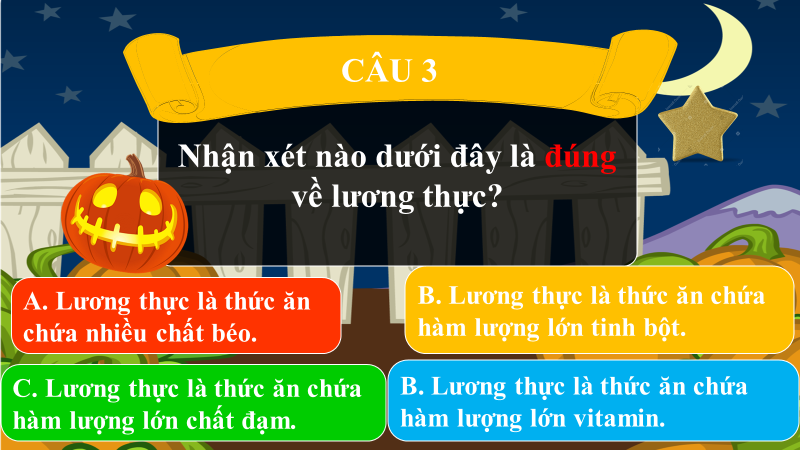 CÂU 3
Nhận xét nào dưới đây là đúng
về lương thực?
A. Lương thực là thức ăn
chứa nhiều chất béo.
B. Lương thực là thức ăn chứa
hàm lượng lớn tinh bột.
C. Lương thực là thức ăn chứa
hàm lượng lớn chất đạm.
B. Lương thực là thức ăn chứa
hàm lượng lớn vitamin.